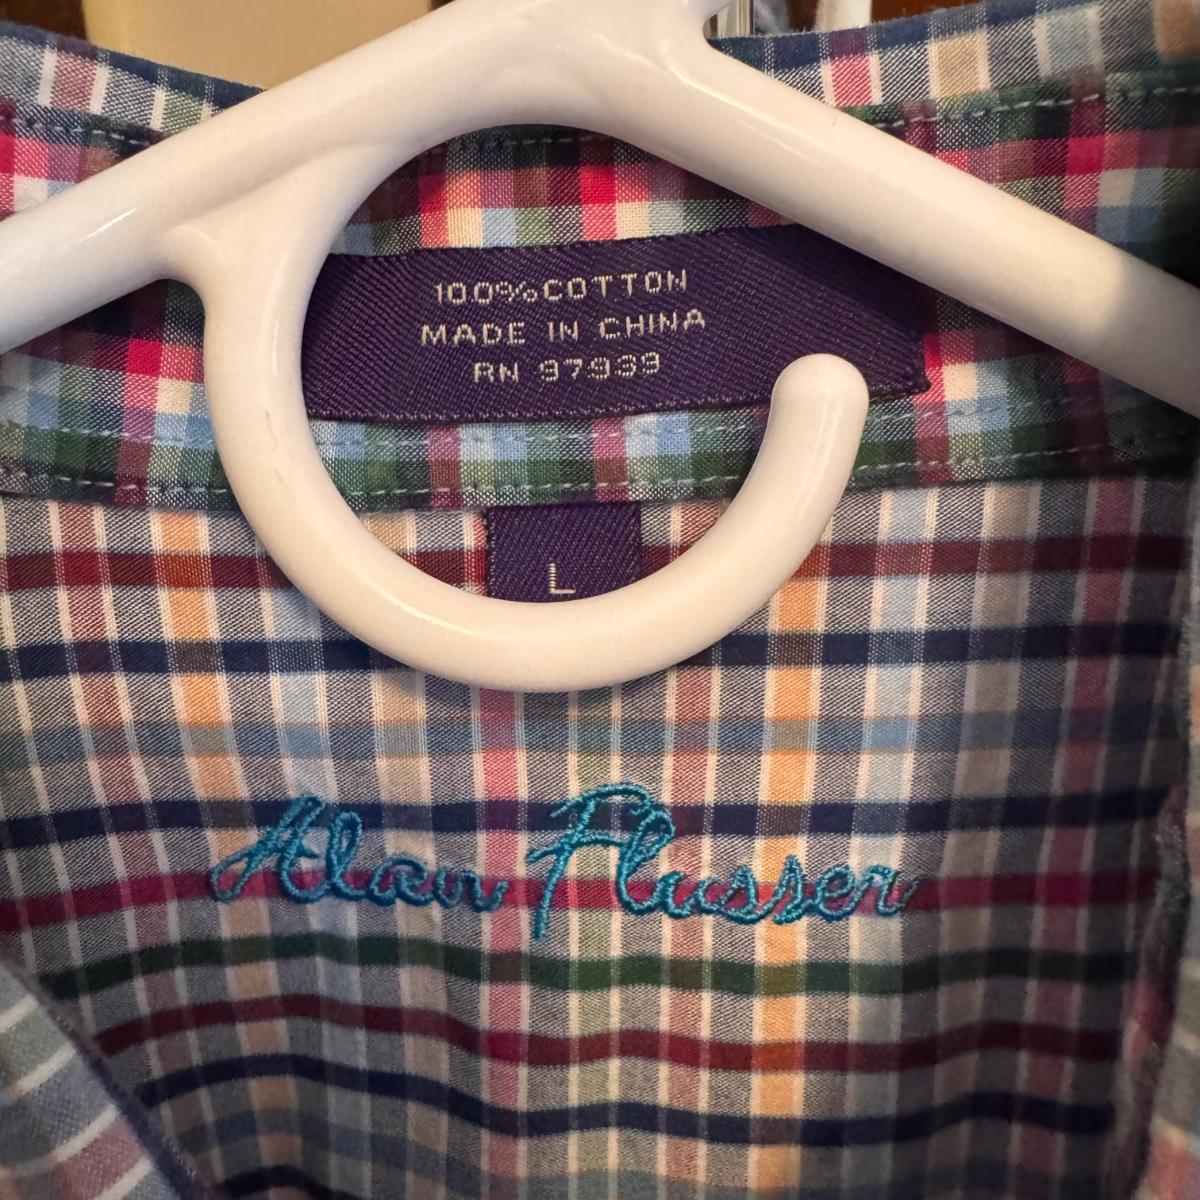 100% COTTON
MADE IN CHINA
RN 97939
L
Alan Flusser